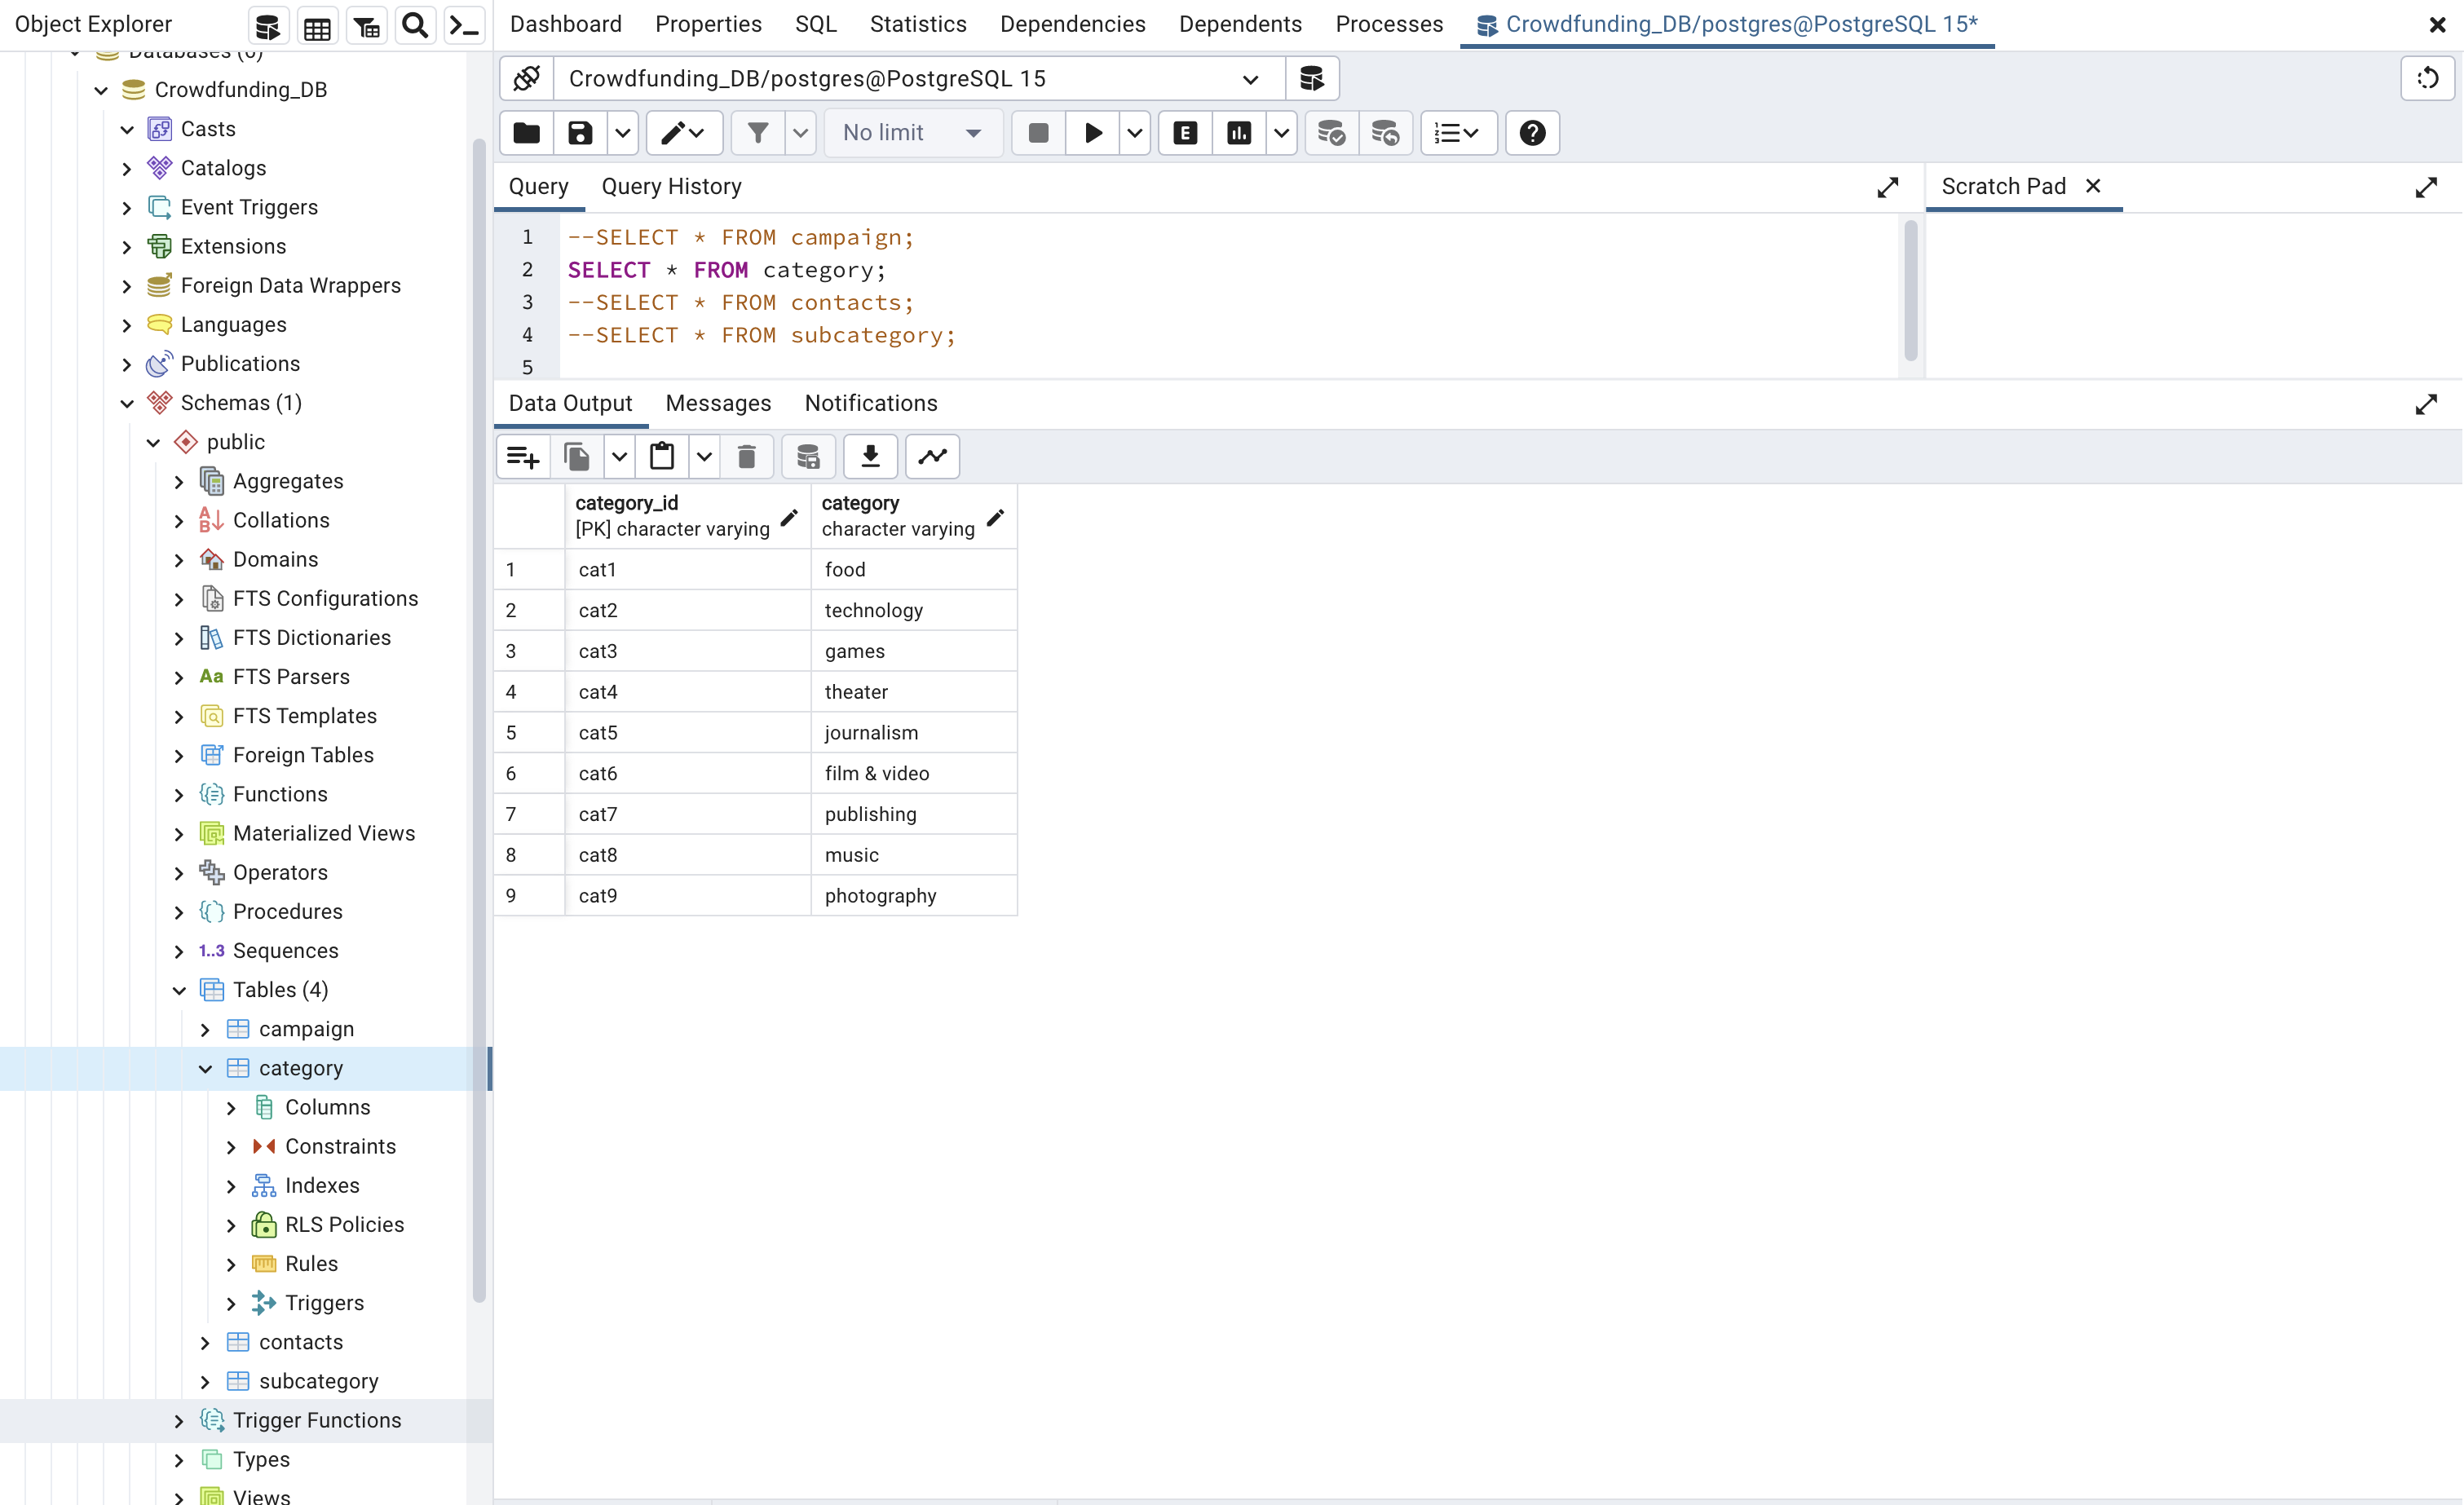 Object Explorer
Dashboard Properties SQL Statistics Dependencies Dependents Processes Crowdfunding_DB/postgres@PostgreSQL 15*
Databases (6)
Crowdfunding_DB
Casts
Catalogs
Event Triggers
Extensions
Foreign Data Wrappers
Languages
Publications
Schemas (1)
public
Aggregates
Collations
Domains
FTS Configurations
FTS Dictionaries
Aa FTS Parsers
FTS Templates
Foreign Tables
Functions
Materialized Views
Operators
Procedures
1..3 Sequences
Tables (4)
campaign
category
Columns
Constraints
Indexes
RLS Policies
Rules
Triggers
contacts
subcategory
Trigger Functions
Types
Views
Crowdfunding_DB/postgres@PostgreSQL 15
No limit E
Query Query History Scratch Pad
1 --SELECT * FROM campaign;
2 SELECT * FROM category;
3 --SELECT * FROM contacts;
4 --SELECT * FROM subcategory;
5
Data Output Messages Notifications
category_id category
[PK] character varying character varying
1 cat1 food
2 cat2 technology
3 cat3 games
4 cat4 theater
5 cat5 journalism
6 cat6 film & video
7 cat7 publishing
8 cat8 music
9 cat9 photography